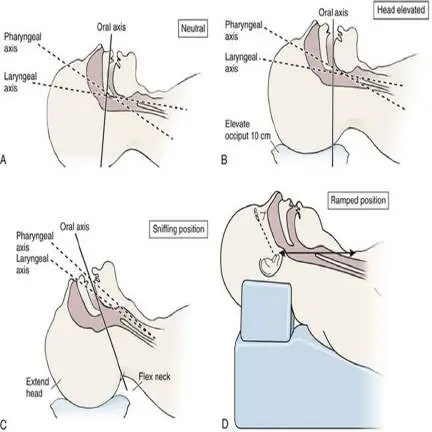 Oral axis
Neutral
Pharyngeal
axis
Laryngeal
axis
A
Oral axis
Head elevated
Pharyngeal
axis
Laryngeal
axis
Elevate
occiput 10 cm
B
Oral axis
Sniffing position
Pharyngeal
axis
Laryngeal
axis
Extend
head
Flex neck
C
Ramped position
D